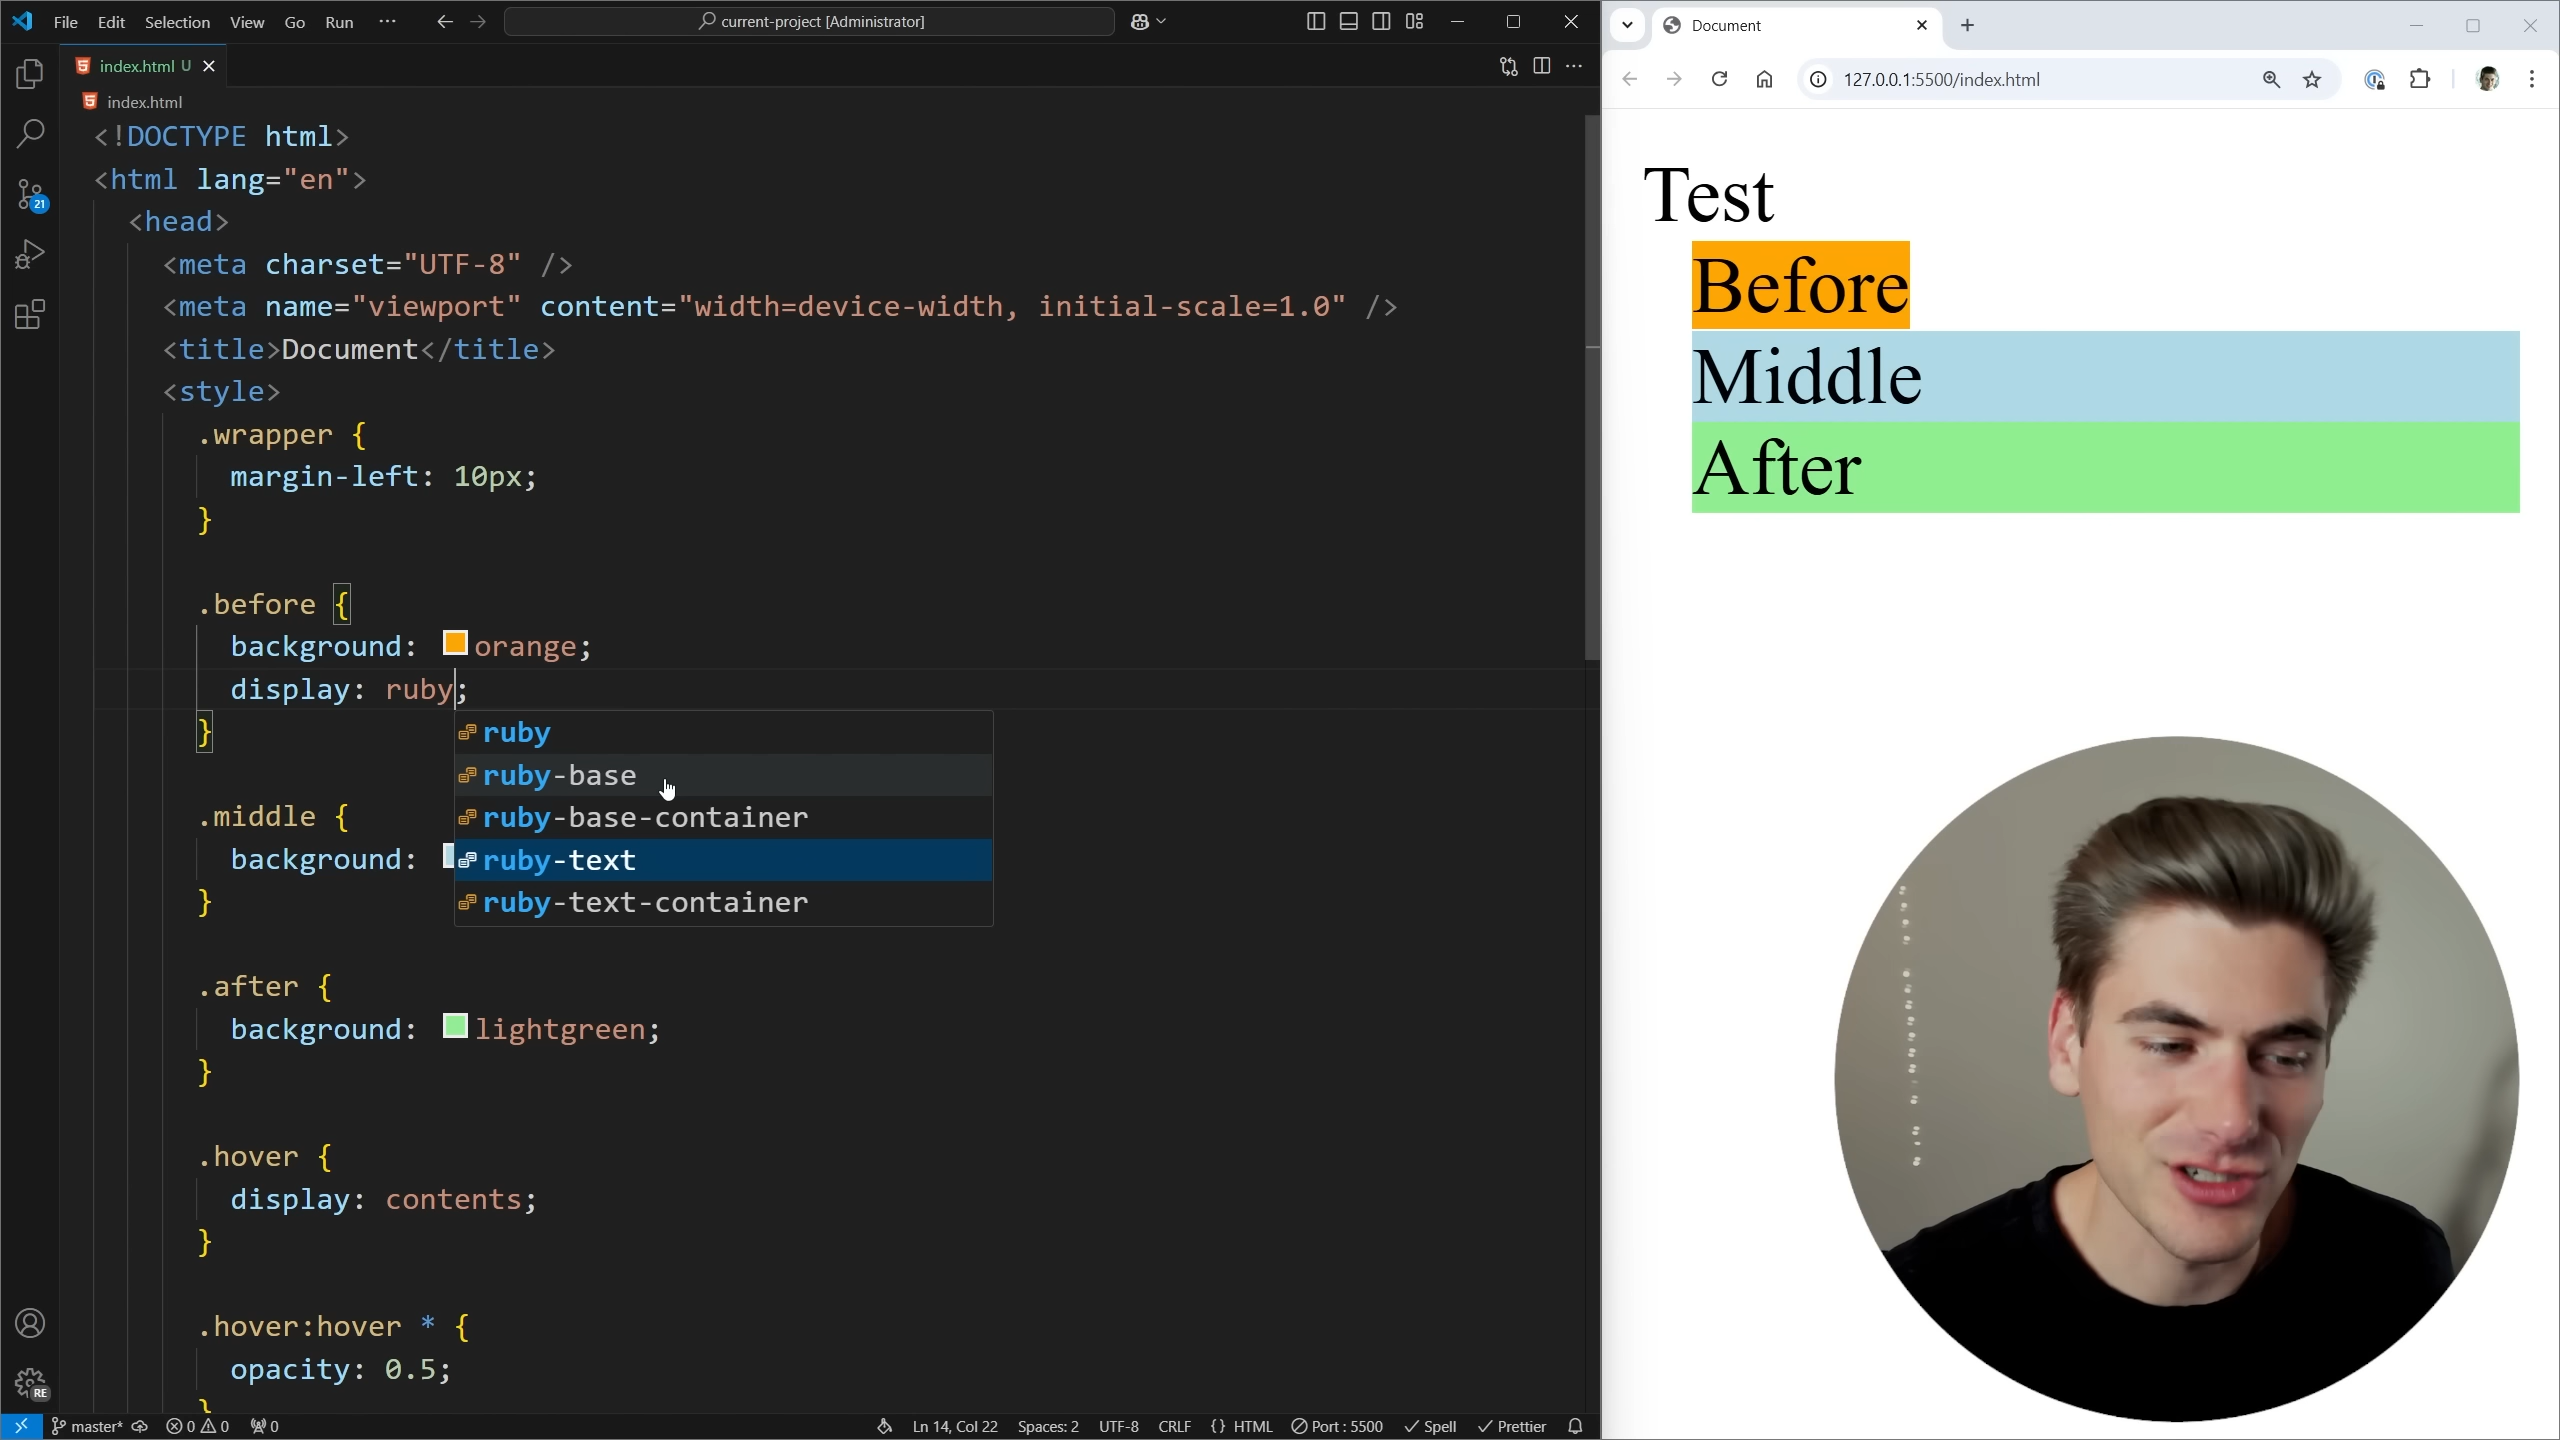 File Edit Selection View Go Run ··· current-project [Administrator]
index.html U
index.html
<!DOCTYPE html>
<html lang="en">
<head>
<meta charset="UTF-8" />
<meta name="viewport" content="width=device-width, initial-scale=1.0" />
<title>Document</title>
<style>
.wrapper {
margin-left: 10px;
}
.before {
background: orange;
display: ruby;
}
ruby
ruby-base
ruby-base-container
ruby-text
ruby-text-container
.middle {
background:
}
.after {
background: lightgreen;
}
.hover {
display: contents;
}
.hover:hover * {
opacity: 0.5;
}
21
RE
master* 0 0 0 Ln 14, Col 22 Spaces: 2 UTF-8 CRLF {} HTML Port : 5500 Spell Prettier
Document
127.0.0.1:5500/index.html
Test
Before
Middle
After